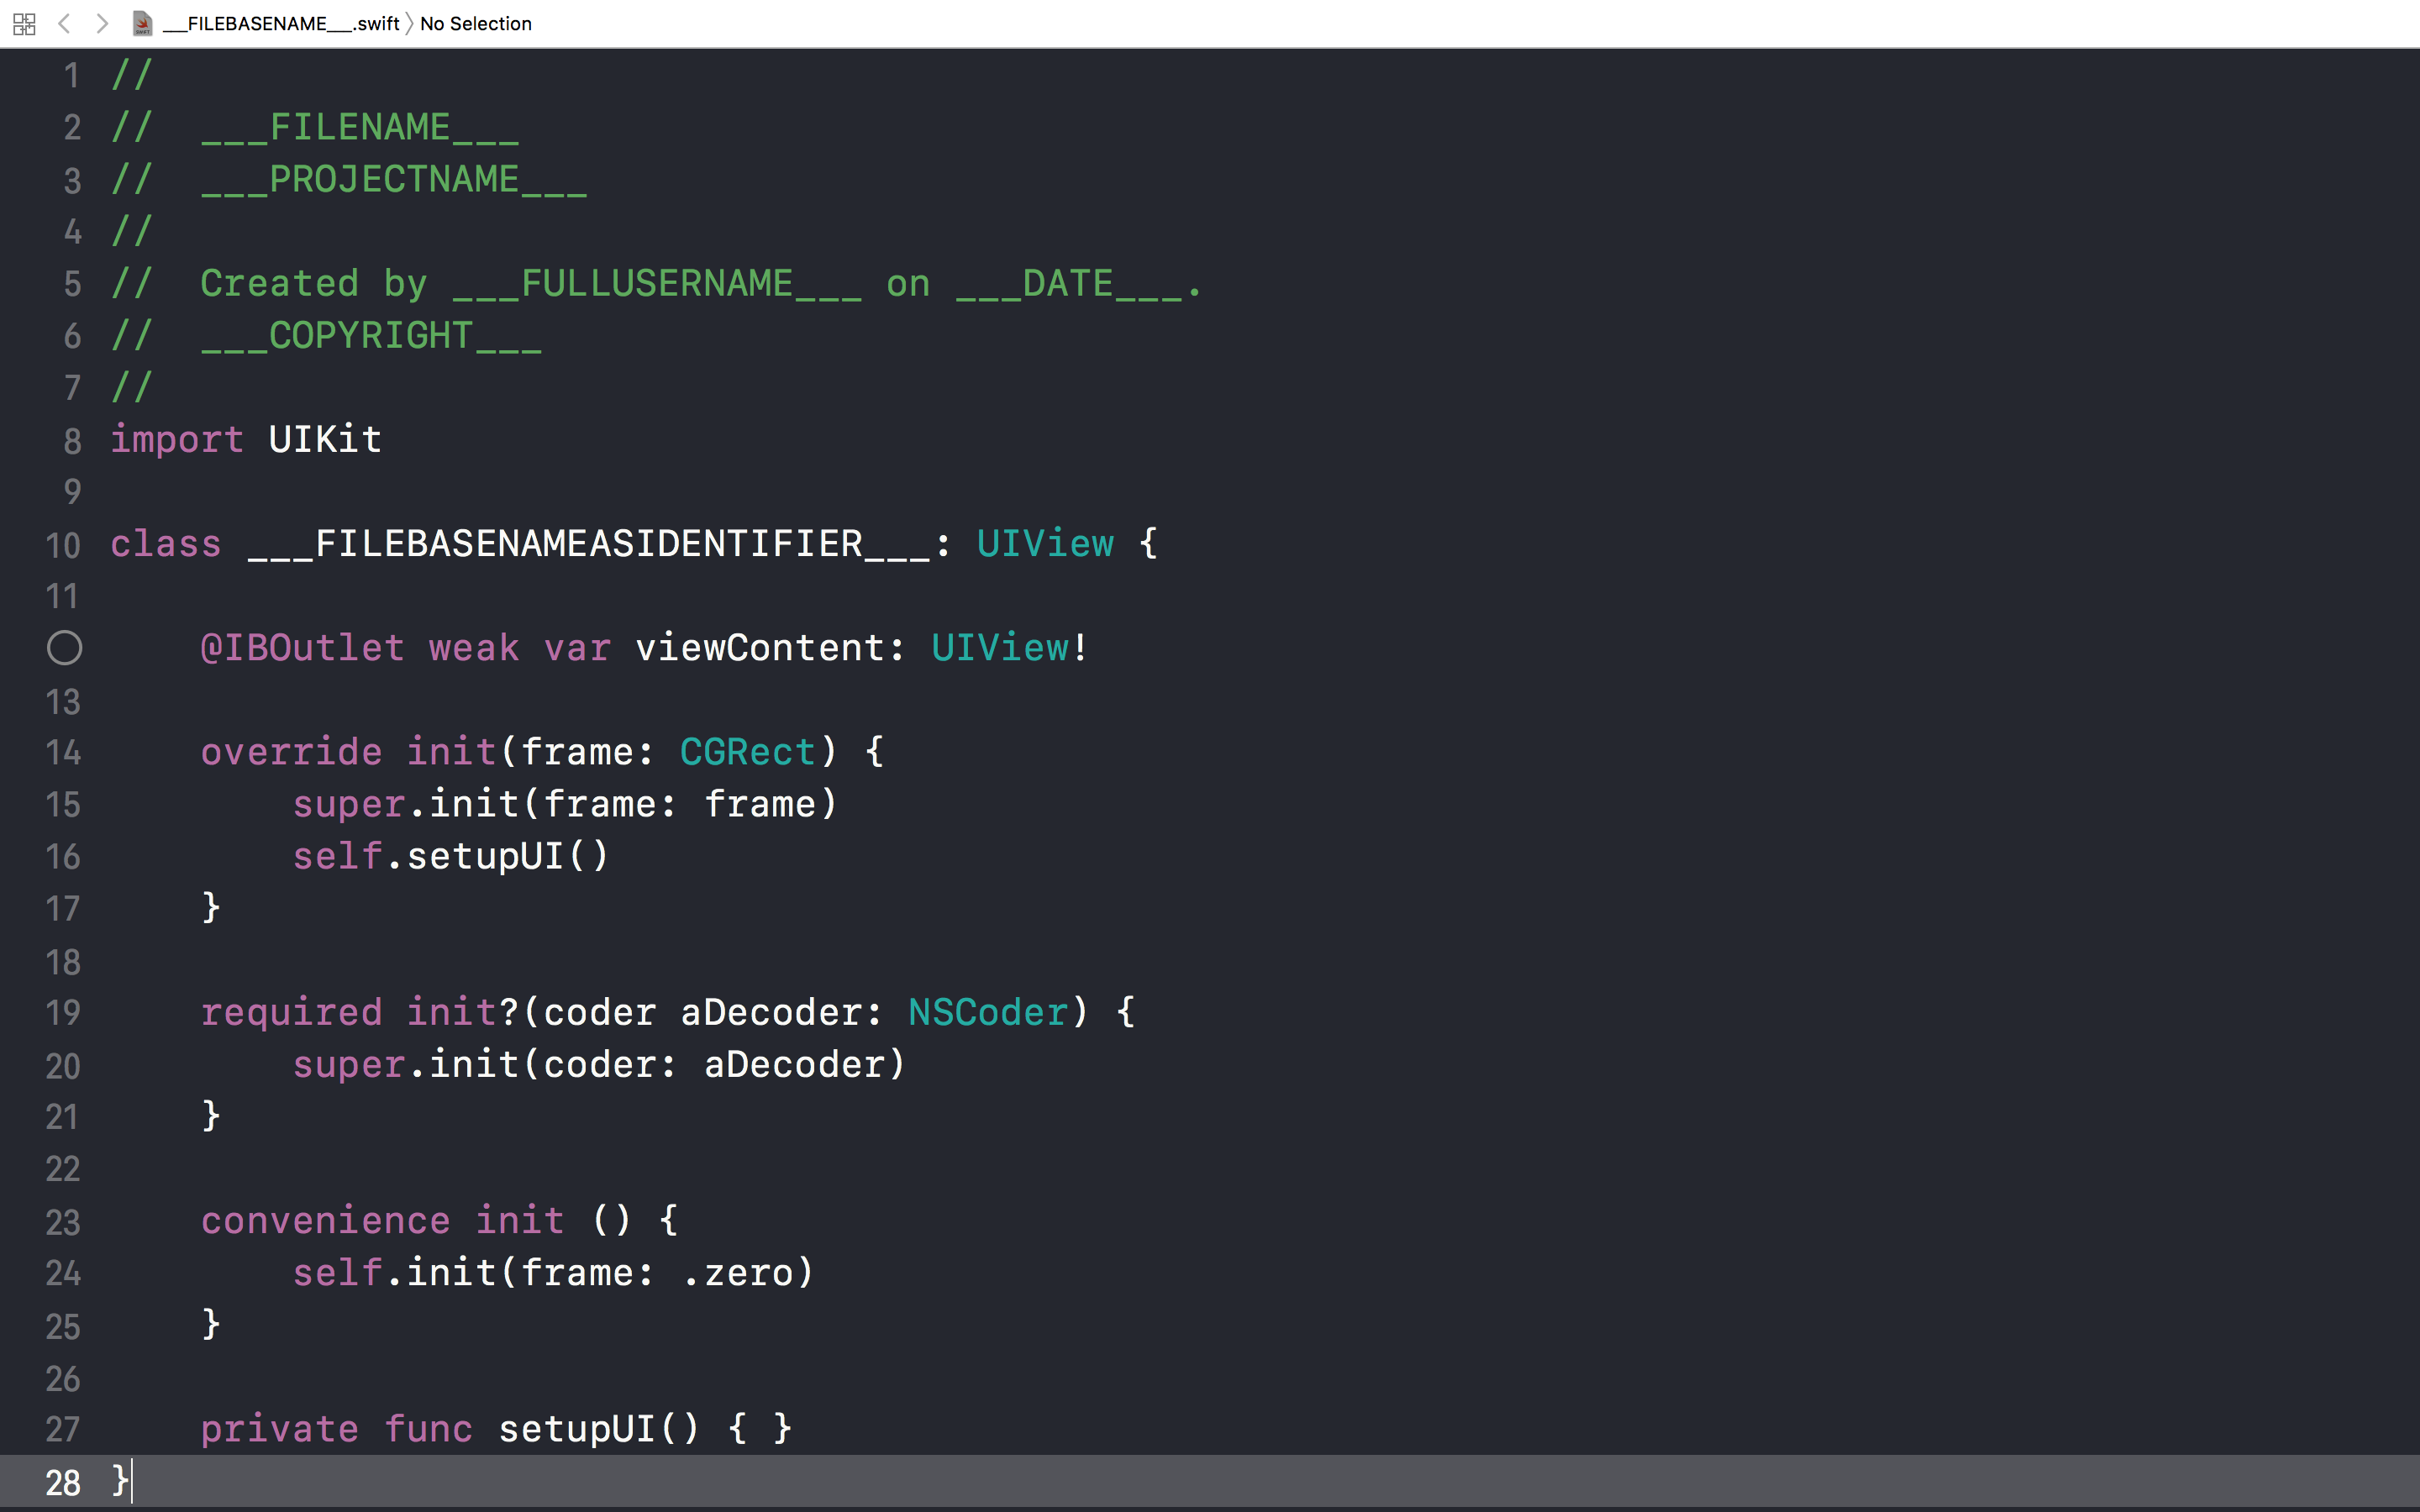 ___FILEBASENAME___.swift 〉 No Selection
1 //
2 //  ___FILENAME___
3 //  ___PROJECTNAME___
4 //
5 //  Created by ___FULLUSERNAME___ on ___DATE___.
6 //  ___COPYRIGHT___
7 //
8 import UIKit
9
10 class ___FILEBASENAMEASIDENTIFIER___: UIView {
11
    @IBOutlet weak var viewContent: UIView!
13
14     override init(frame: CGRect) {
15         super.init(frame: frame)
16         self.setupUI()
17     }
18
19     required init?(coder aDecoder: NSCoder) {
20         super.init(coder: aDecoder)
21     }
22
23     convenience init () {
24         self.init(frame: .zero)
25     }
26
27     private func setupUI() { }
28 }